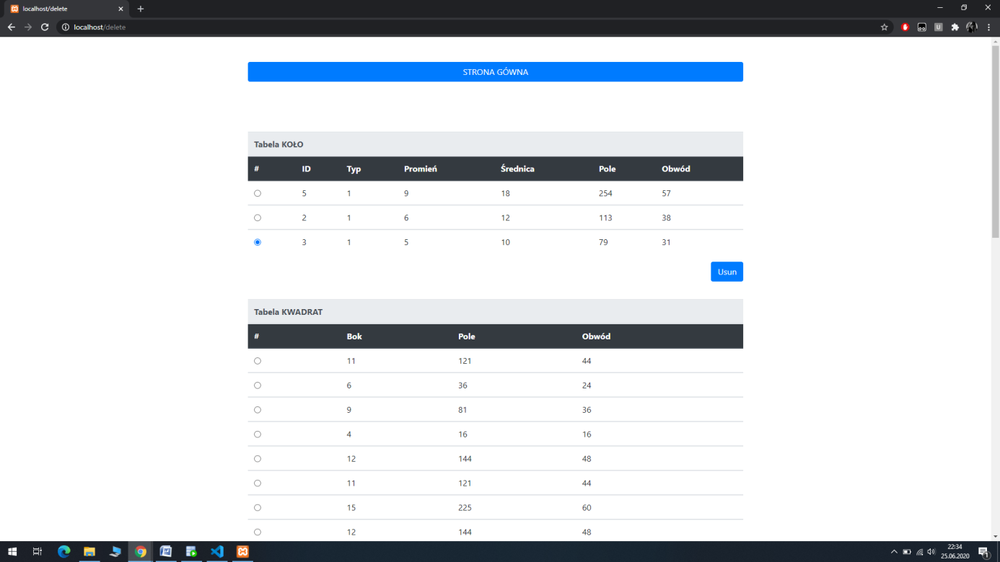 localhost/delete
localhost/delete
STRONA GÓWNA
Tabela KOŁO
# ID Typ Promień Średnica Pole Obwód
5 1 9 18 254 57
2 1 6 12 113 38
3 1 5 10 79 31
Usun
Tabela KWADRAT
# Bok Pole Obwód
11 121 44
6 36 24
9 81 36
4 16 16
12 144 48
11 121 44
15 225 60
12 144 48
22:34
25.06.2020
1